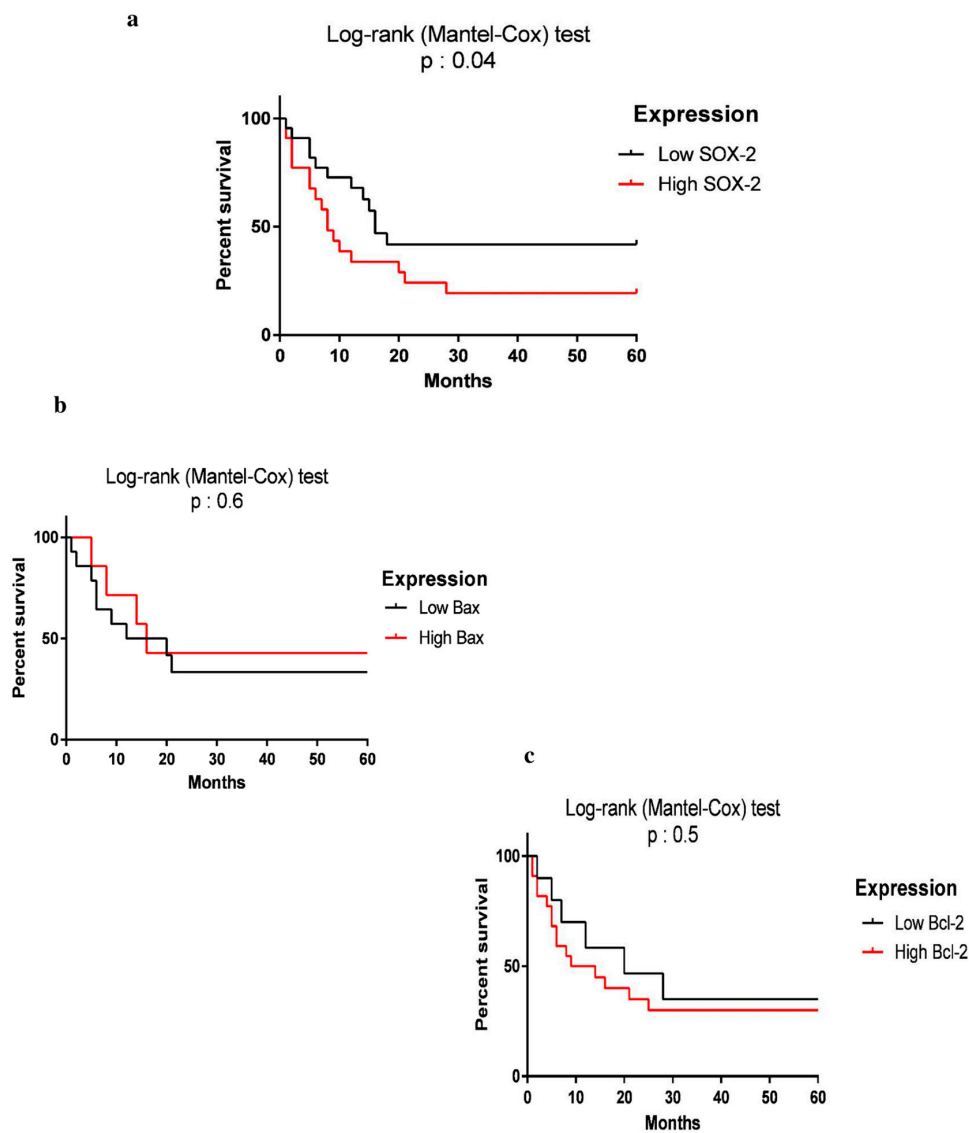 a
Log-rank (Mantel-Cox) test
p : 0.04
Expression
Low SOX-2
High SOX-2
Percent survival
100
50
0
0 10 20 30 40 50 60
Months
b
Log-rank (Mantel-Cox) test
p : 0.6
Expression
Low Bax
High Bax
Percent survival
100
50
0
0 10 20 30 40 50 60
Months
c
Log-rank (Mantel-Cox) test
p : 0.5
Expression
Low Bcl-2
High Bcl-2
Percent survival
100
50
0
0 10 20 30 40 50 60
Months